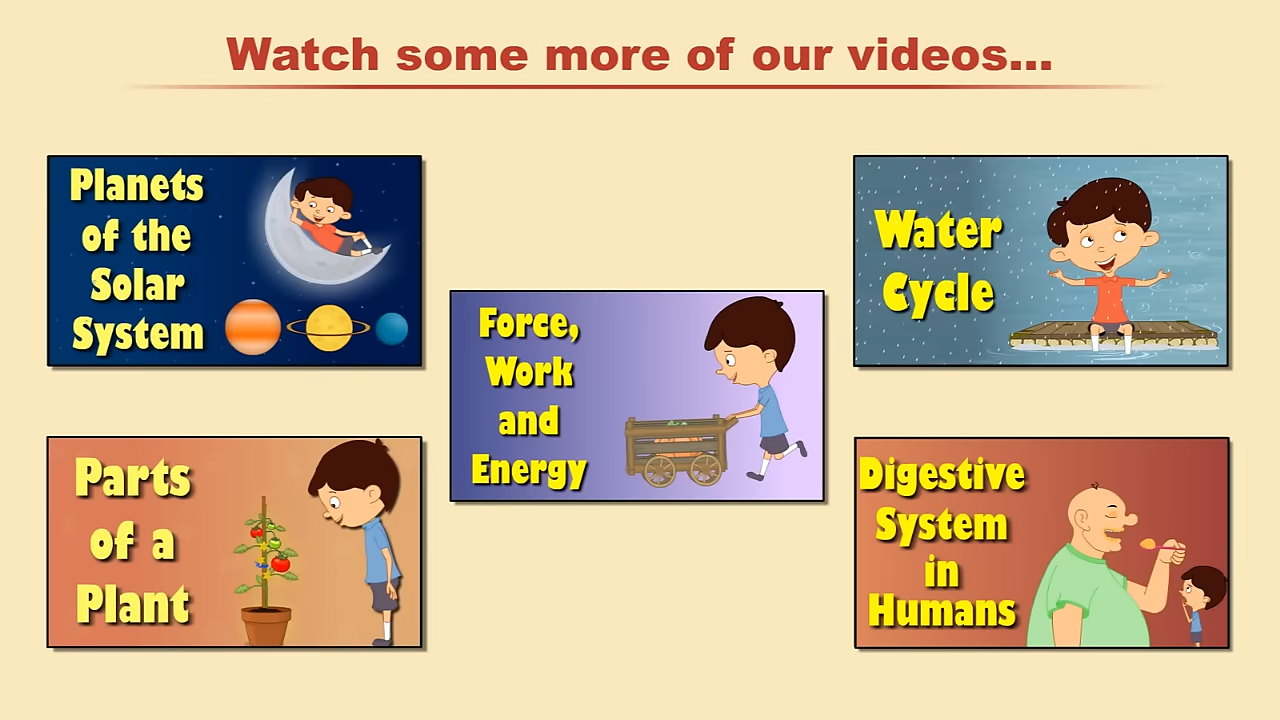 Watch some more of our videos...
Planets
of the
Solar
System
Water
Cycle
Force,
Work
and
Energy
Parts
of a
Plant
Digestive
System
in
Humans